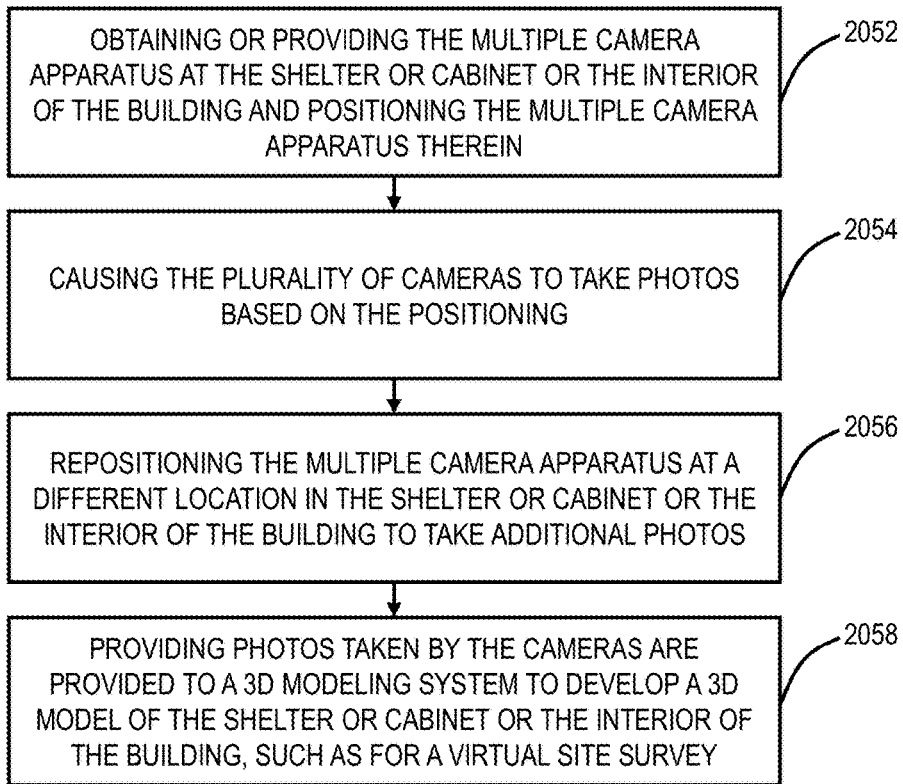 OBTAINING OR PROVIDING THE MULTIPLE CAMERA
APPARATUS AT THE SHELTER OR CABINET OR THE INTERIOR
OF THE BUILDING AND POSITIONING THE MULTIPLE CAMERA
APPARATUS THEREIN
2052
CAUSING THE PLURALITY OF CAMERAS TO TAKE PHOTOS
BASED ON THE POSITIONING
2054
REPOSITIONING THE MULTIPLE CAMERA APPARATUS AT A
DIFFERENT LOCATION IN THE SHELTER OR CABINET OR THE
INTERIOR OF THE BUILDING TO TAKE ADDITIONAL PHOTOS
2056
PROVIDING PHOTOS TAKEN BY THE CAMERAS ARE
PROVIDED TO A 3D MODELING SYSTEM TO DEVELOP A 3D
MODEL OF THE SHELTER OR CABINET OR THE INTERIOR OF
THE BUILDING, SUCH AS FOR A VIRTUAL SITE SURVEY
2058